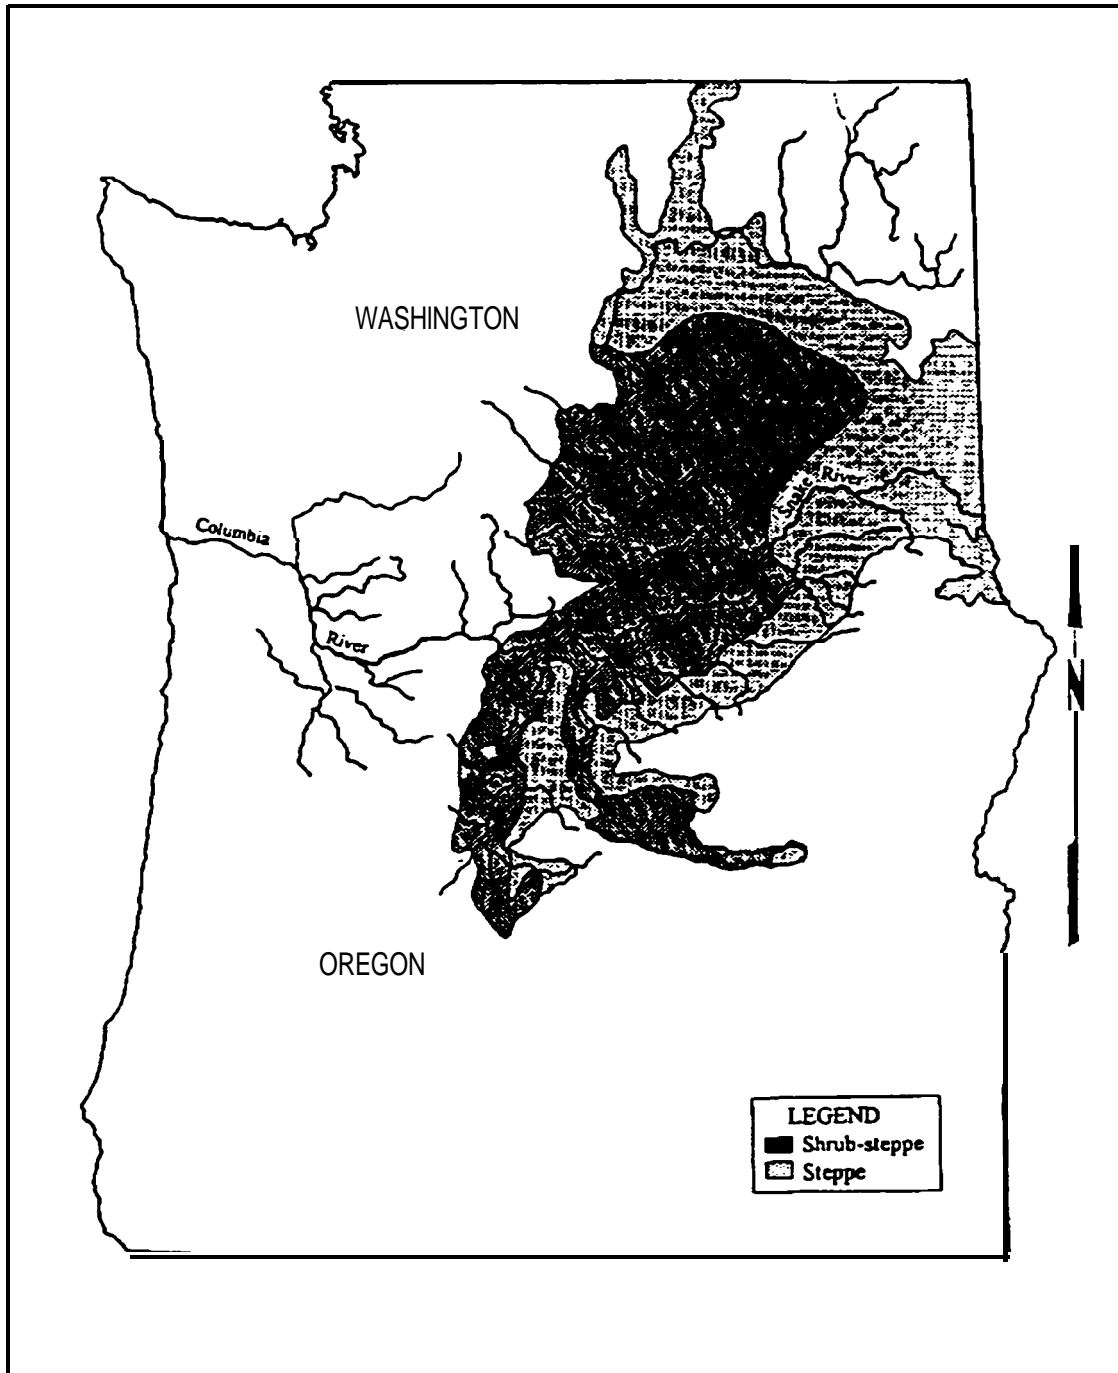 WASHINGTON
Snake River
Columbia
River
N
OREGON
LEGEND
Shrub-steppe
Steppe